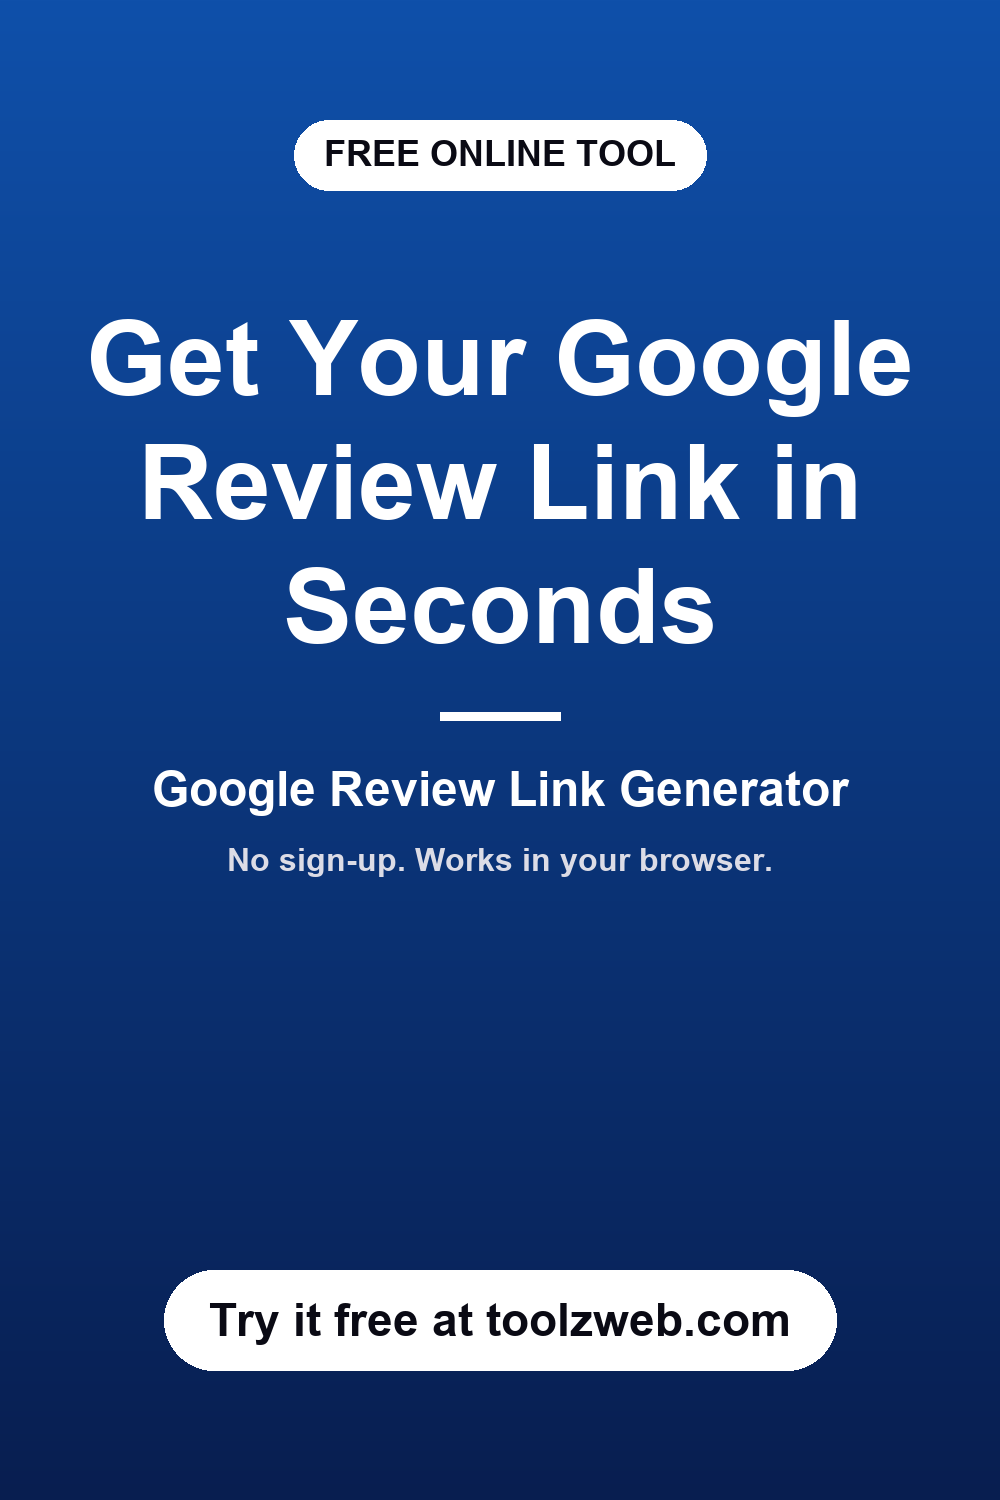 FREE ONLINE TOOL
Get Your Google
Review Link in
Seconds
Google Review Link Generator
No sign-up. Works in your browser.
Try it free at toolzweb.com